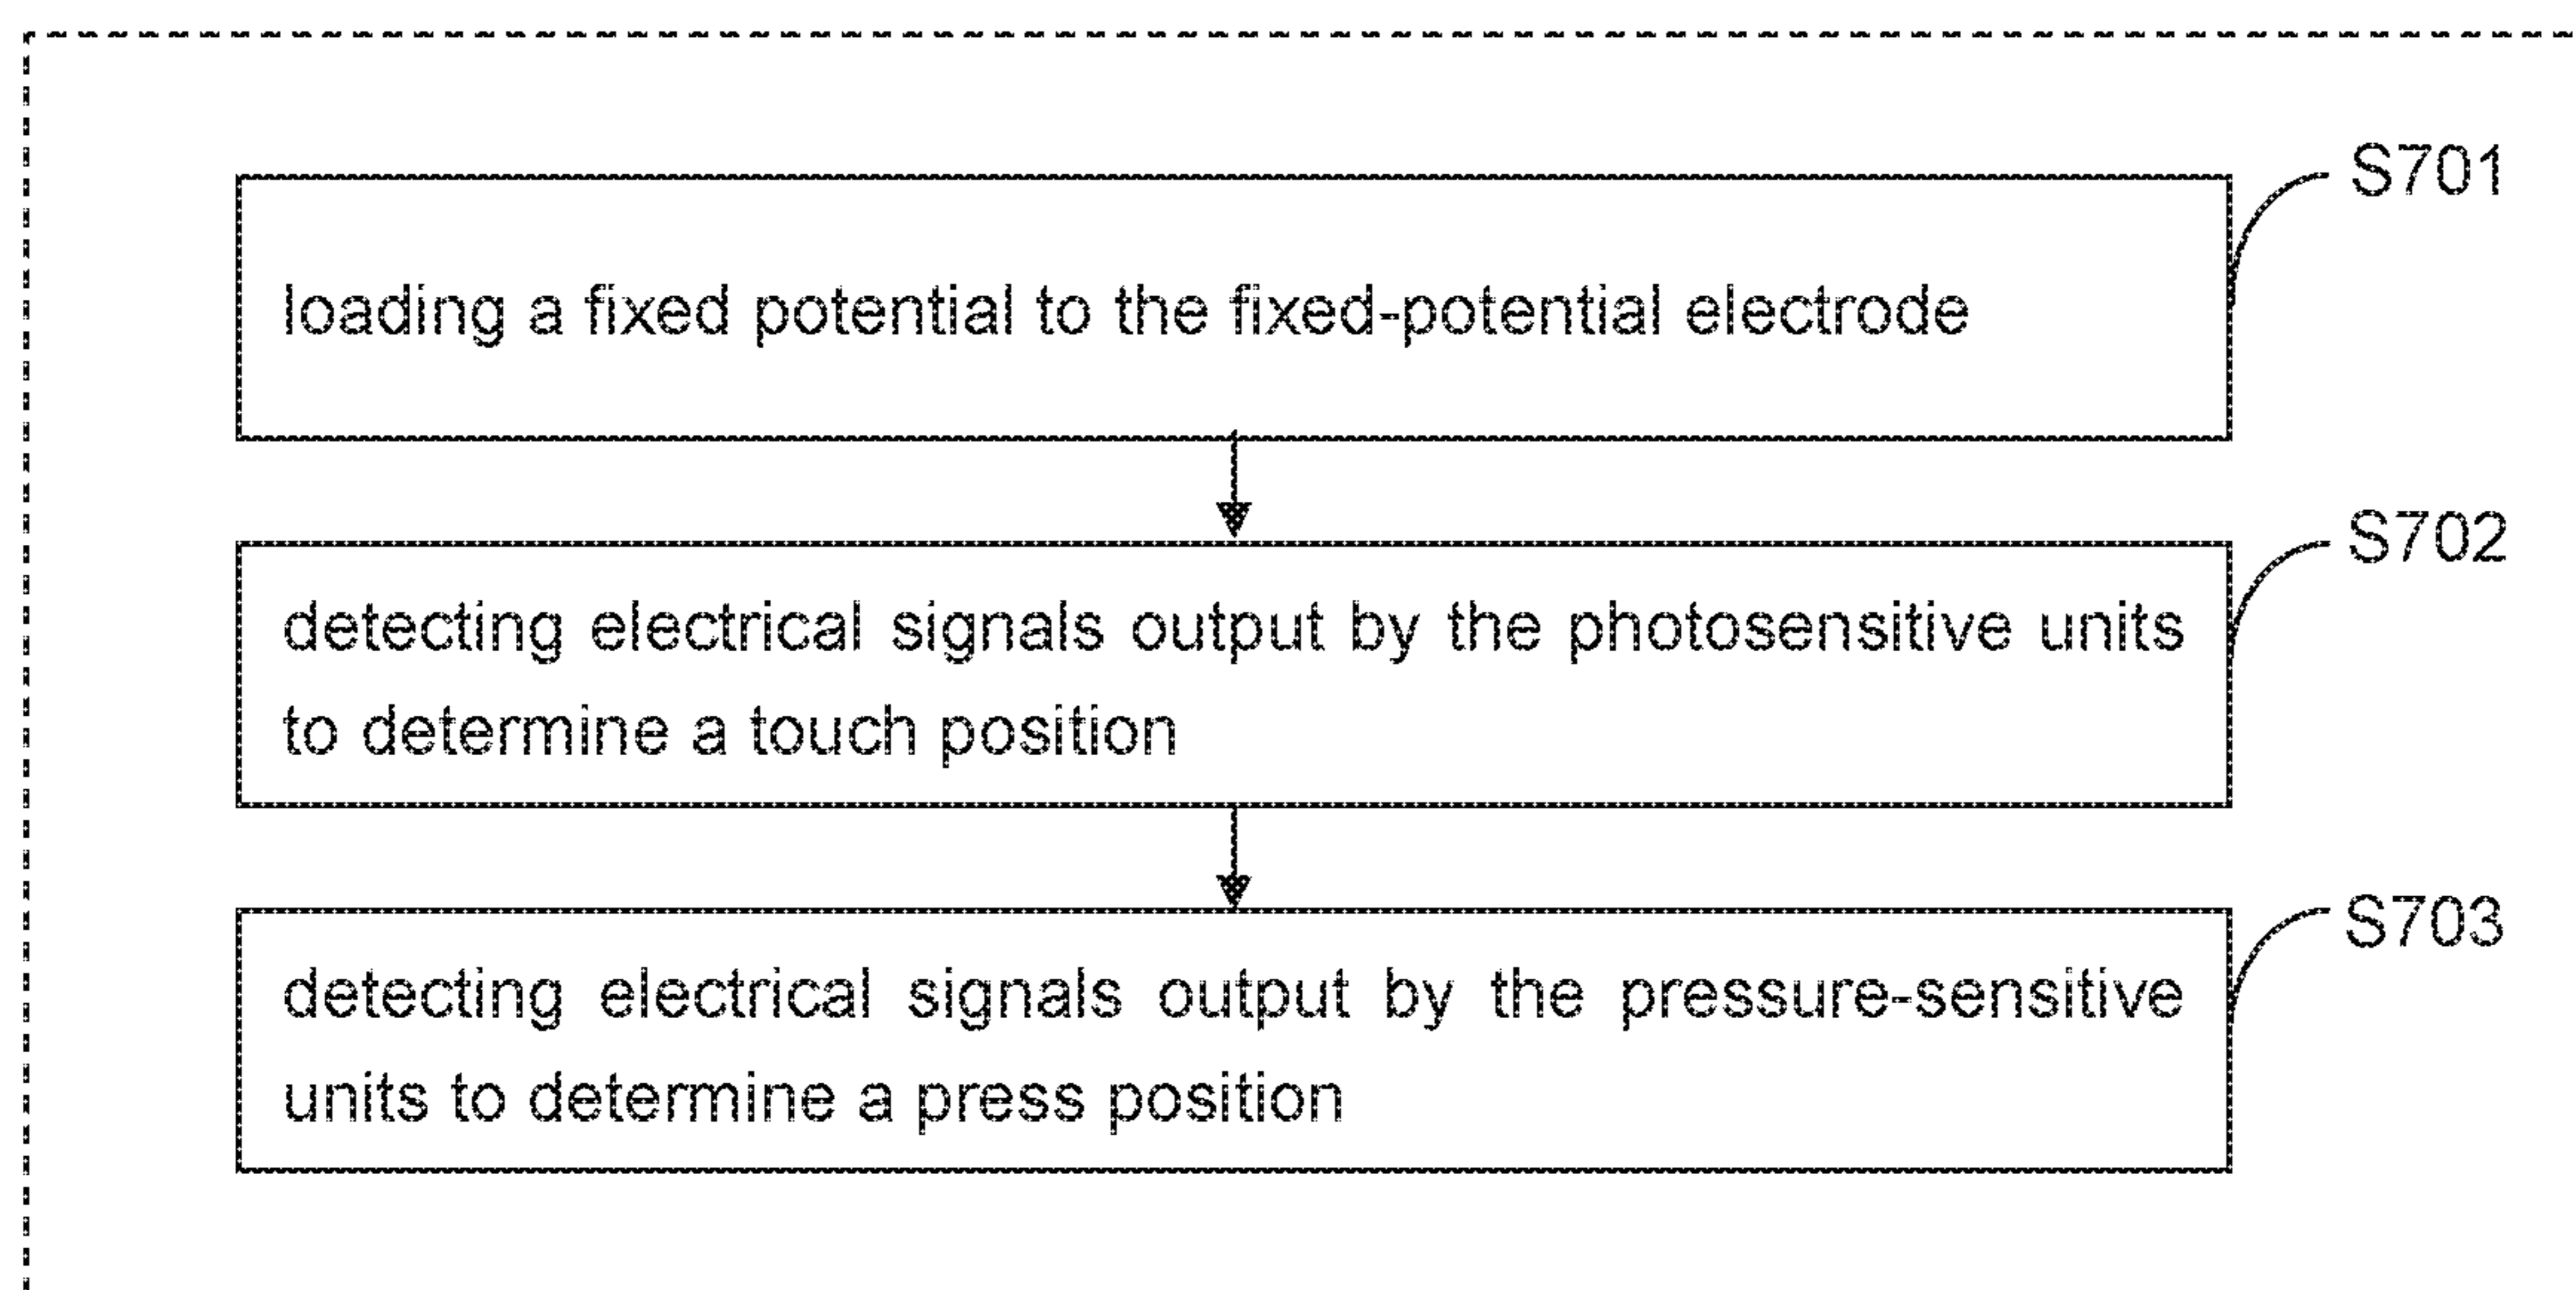 S701
loading a fixed potential to the fixed-potential electrode
S702
detecting electrical signals output by the photosensitive units
to determine a touch position
S703
detecting electrical signals output by the pressure-sensitive
units to determine a press position